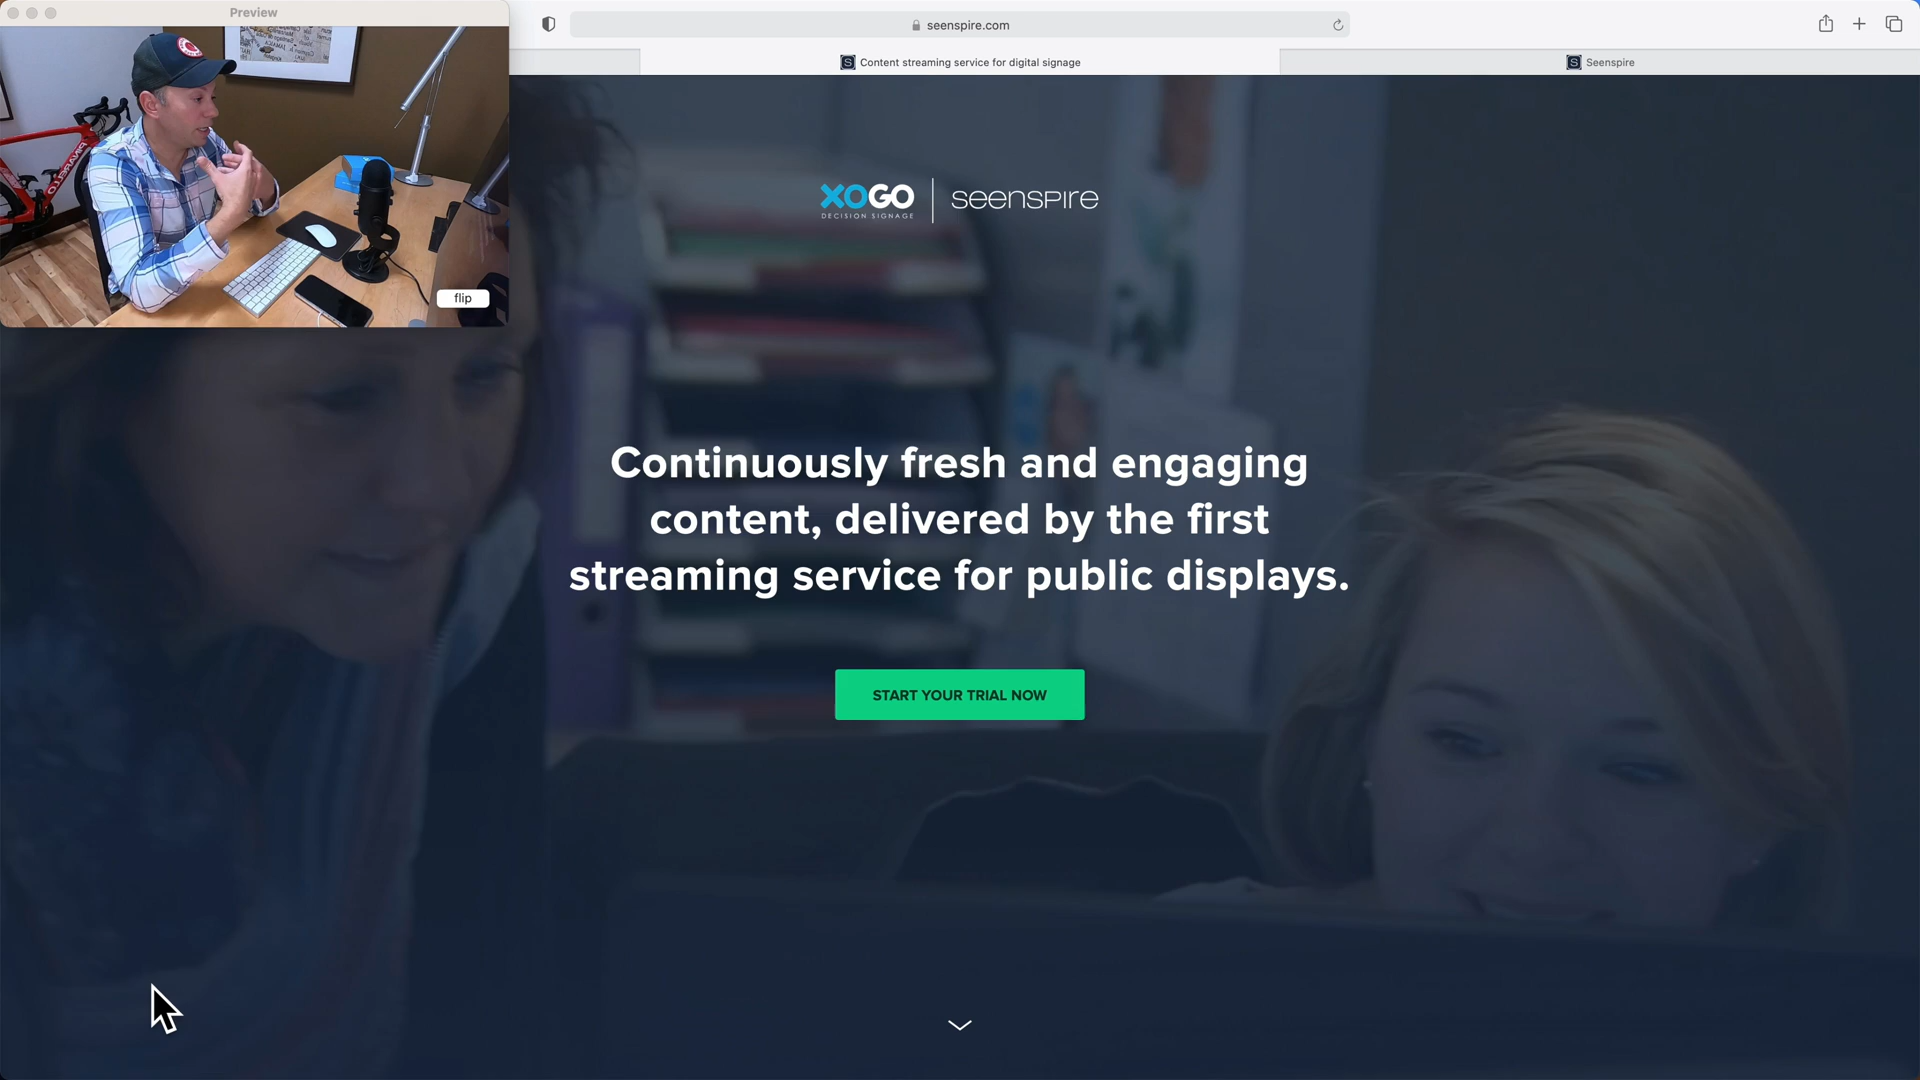 Preview
seenspire.com
Content streaming service for digital signage
Seenspire
flip
XOGO
DECISION SIGNAGE
seenspire
Continuously fresh and engaging
content, delivered by the first
streaming service for public displays.
START YOUR TRIAL NOW